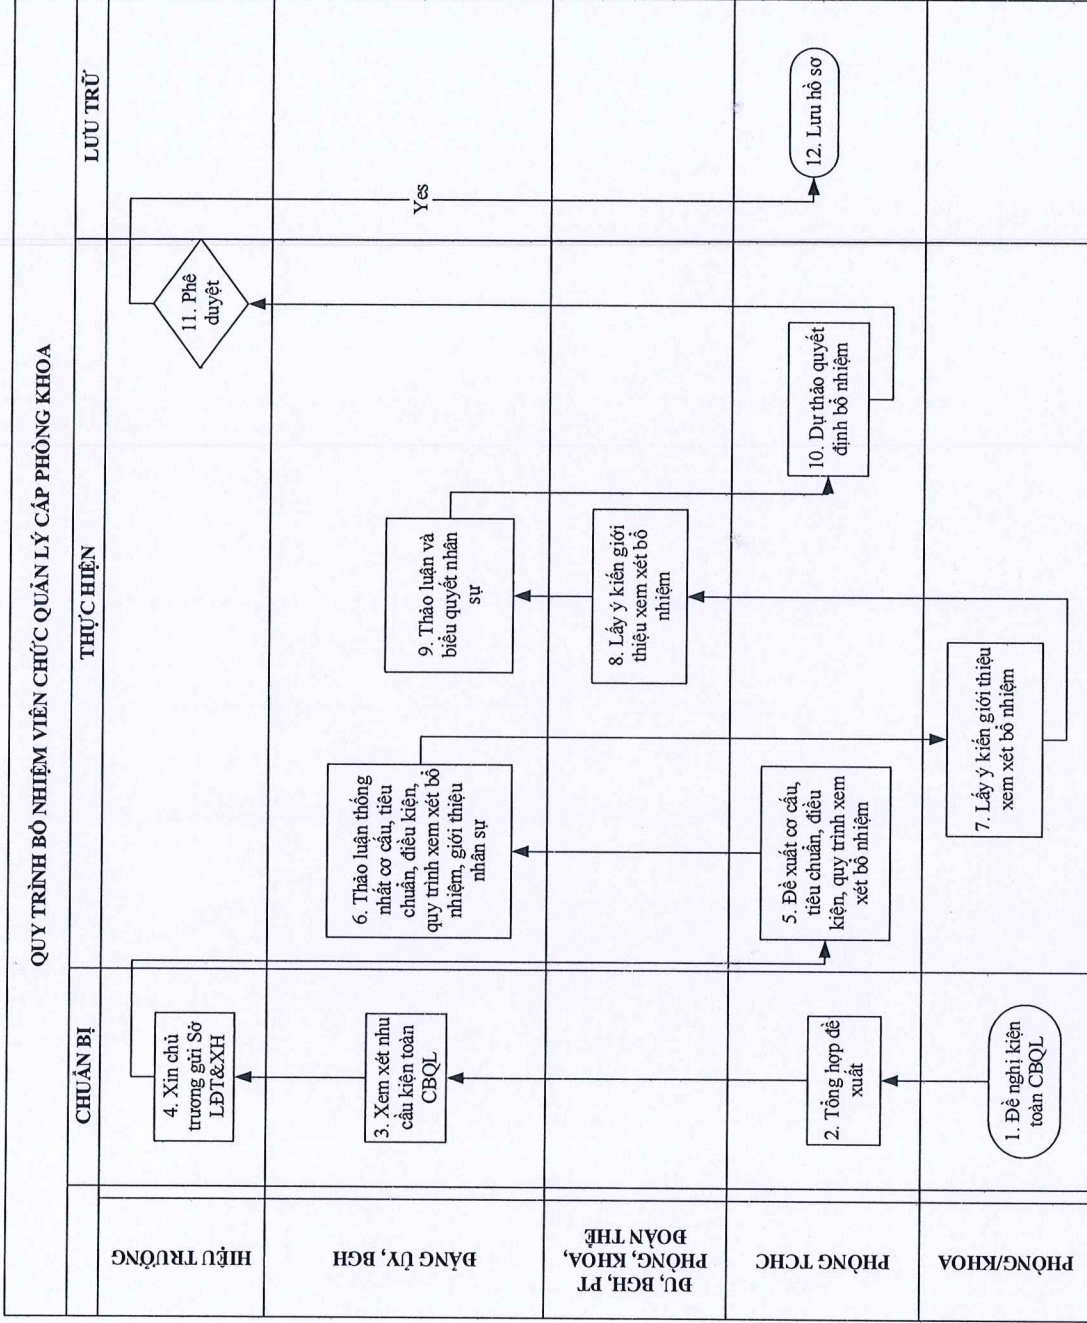 QUY TRÌNH BỔ NHIỆM VIÊN CHỨC QUẢN LÝ CẤP PHÒNG KHOA
CHUẨN BỊ
THỰC HIỆN
LƯU TRỮ
HIỆU TRƯỞNG
4. Xin chủ
trương gửi Sở
LĐT&XH
11. Phê
duyệt
ĐẢNG ỦY, BGH
3. Xem xét nhu
cầu kiện toàn
CBQL
6. Thảo luận thống
nhất cơ cấu, tiêu
chuẩn, điều kiện,
quy trình xem xét bổ
nhiệm, giới thiệu
nhân sự
9. Thảo luận và
biểu quyết nhân
sự
Yes
ĐU, BGH, PT
PHÒNG, KHOA,
ĐOÀN THỂ
8. Lấy ý kiến giới
thiệu xem xét bổ
nhiệm
PHÒNG TCHC
2. Tổng hợp đề
xuất
5. Đề xuất cơ cấu,
tiêu chuẩn, điều
kiện, quy trình xem
xét bổ nhiệm
10. Dự thảo quyết
định bổ nhiệm
12. Lưu hồ sơ
PHÒNG/KHOA
1. Đề nghị kiện
toàn CBQL
7. Lấy ý kiến giới thiệu
xem xét bổ nhiệm